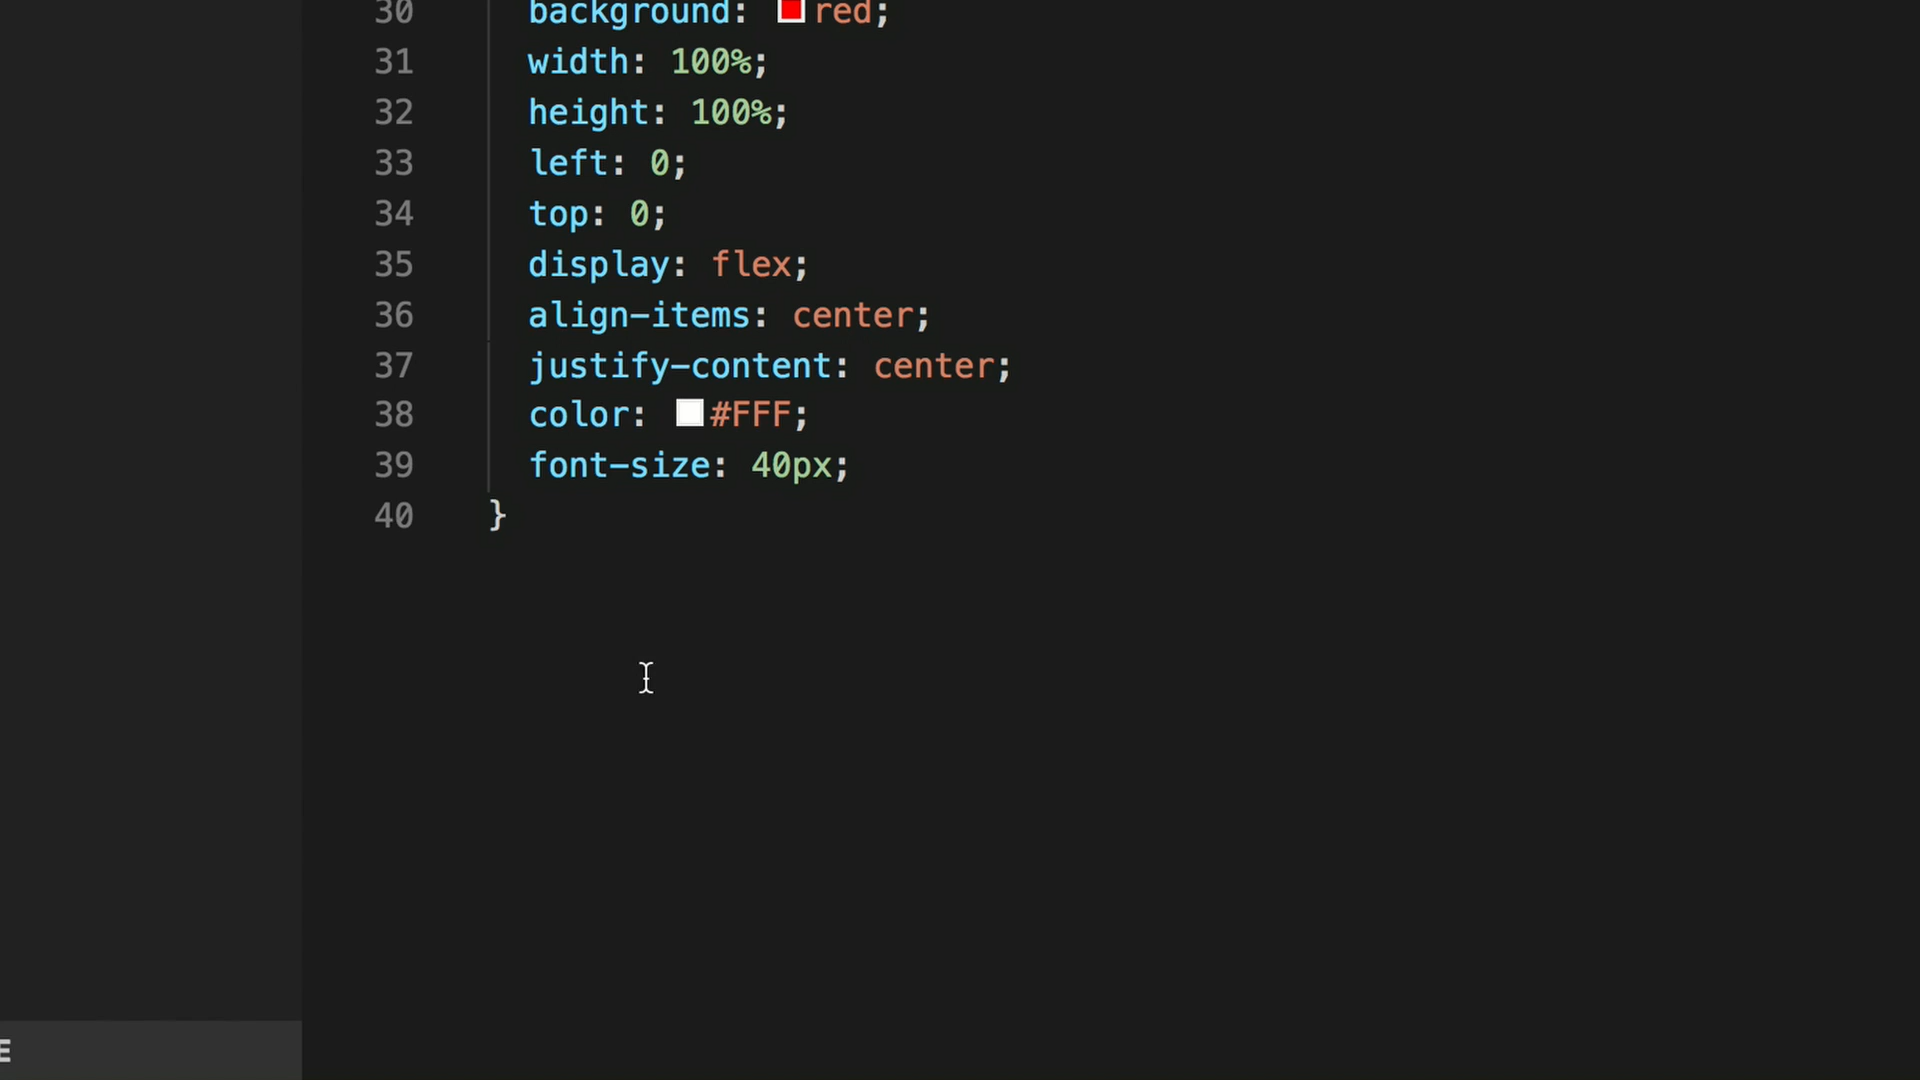 30 background: red;
31 width: 100%;
32 height: 100%;
33 left: 0;
34 top: 0;
35 display: flex;
36 align-items: center;
37 justify-content: center;
38 color: #FFF;
39 font-size: 40px;
40 }
E